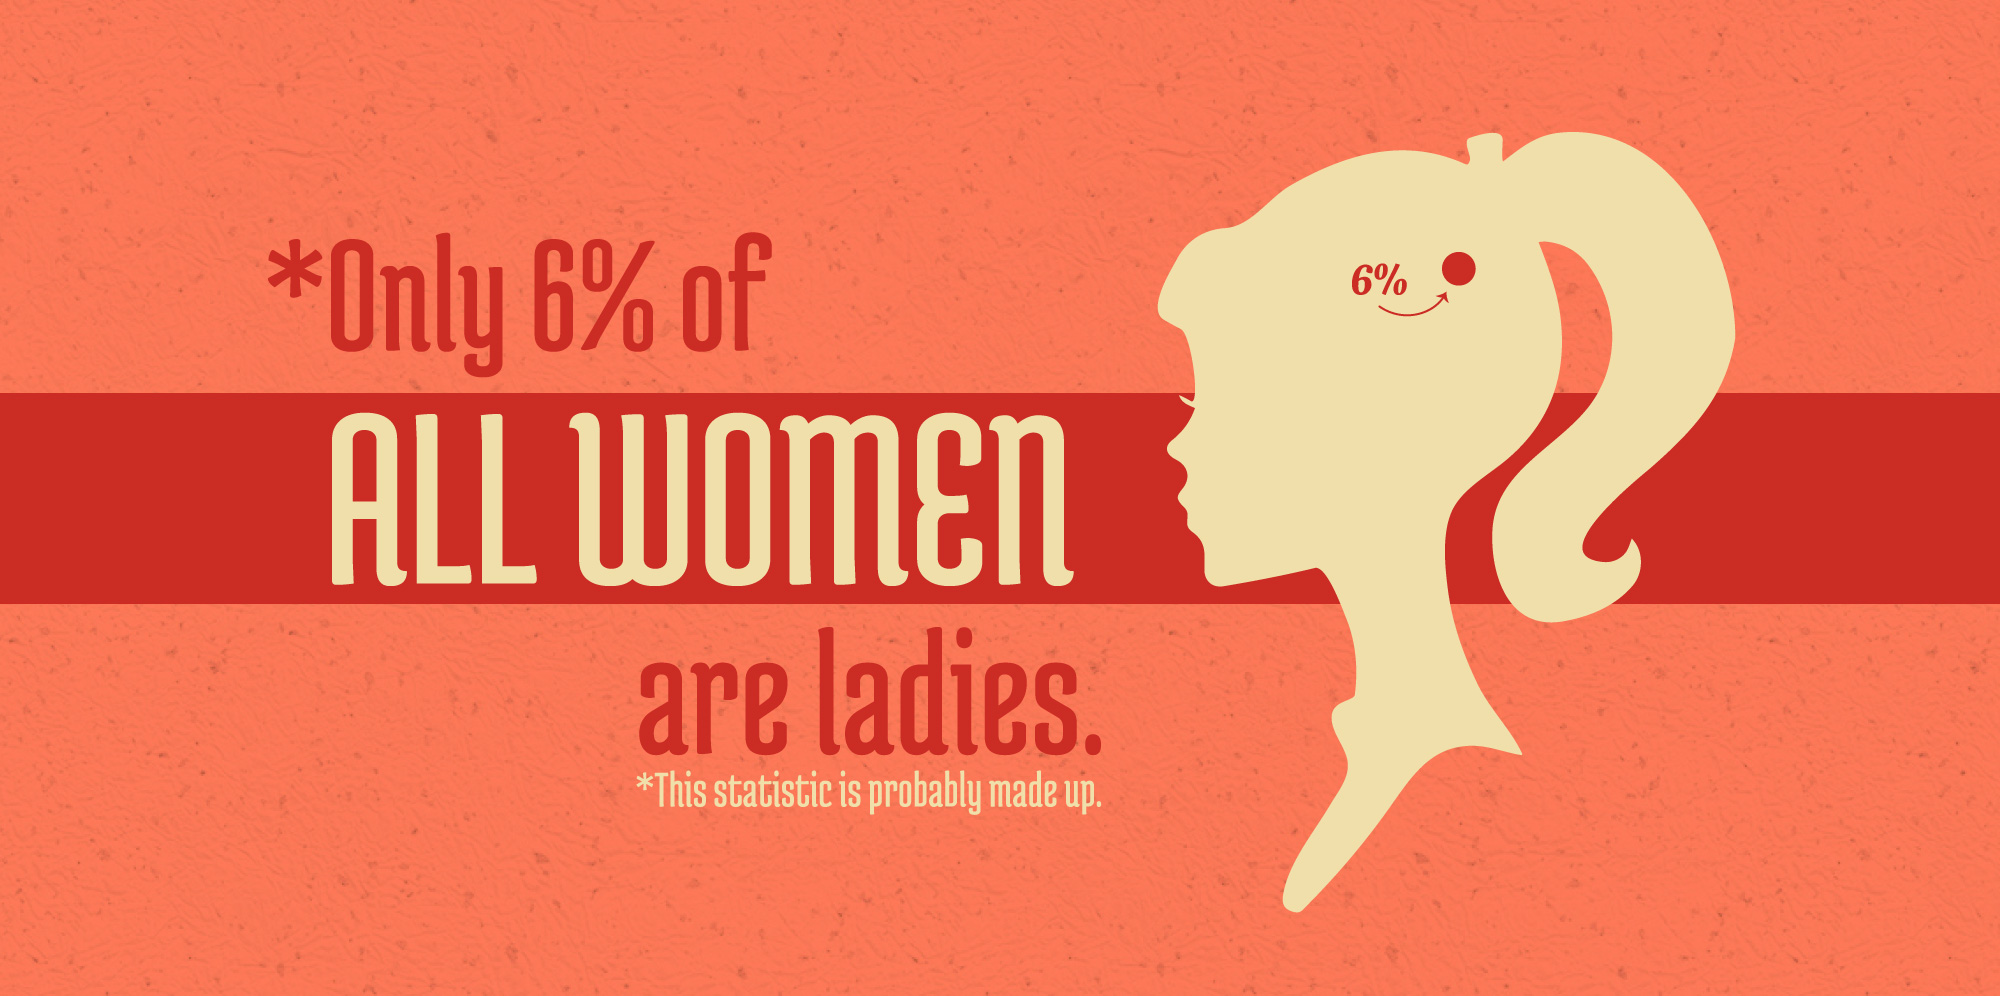 *Only 6% of
ALL WOMEN
are ladies.
*This statistic is probably made up.
6%